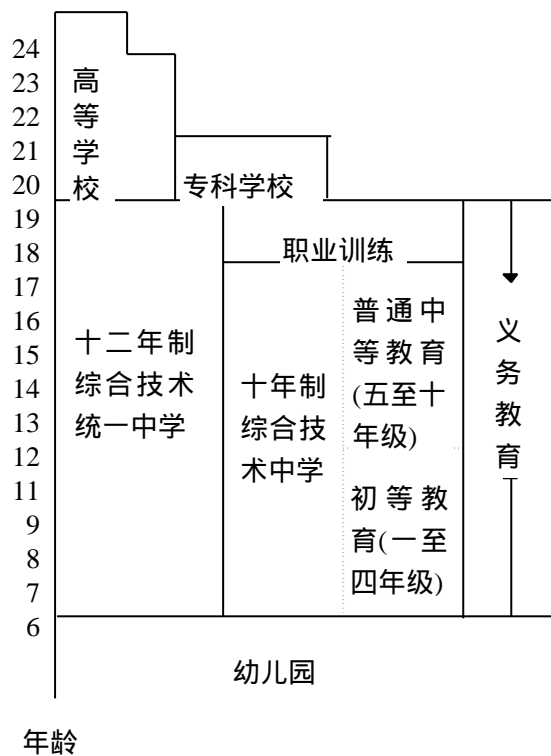 24
23
22
21
20
19
18
17
16
15
14
13
12
11
9
8
7
6
高
等
学
校
专科学校
职业训练
十二年制
综合技术
统一中学
十年制
综合技
术中学
普通中
等教育
(五至十
年级)
初等教
育(一至
四年级)
义
务
教
育
幼儿园
年龄